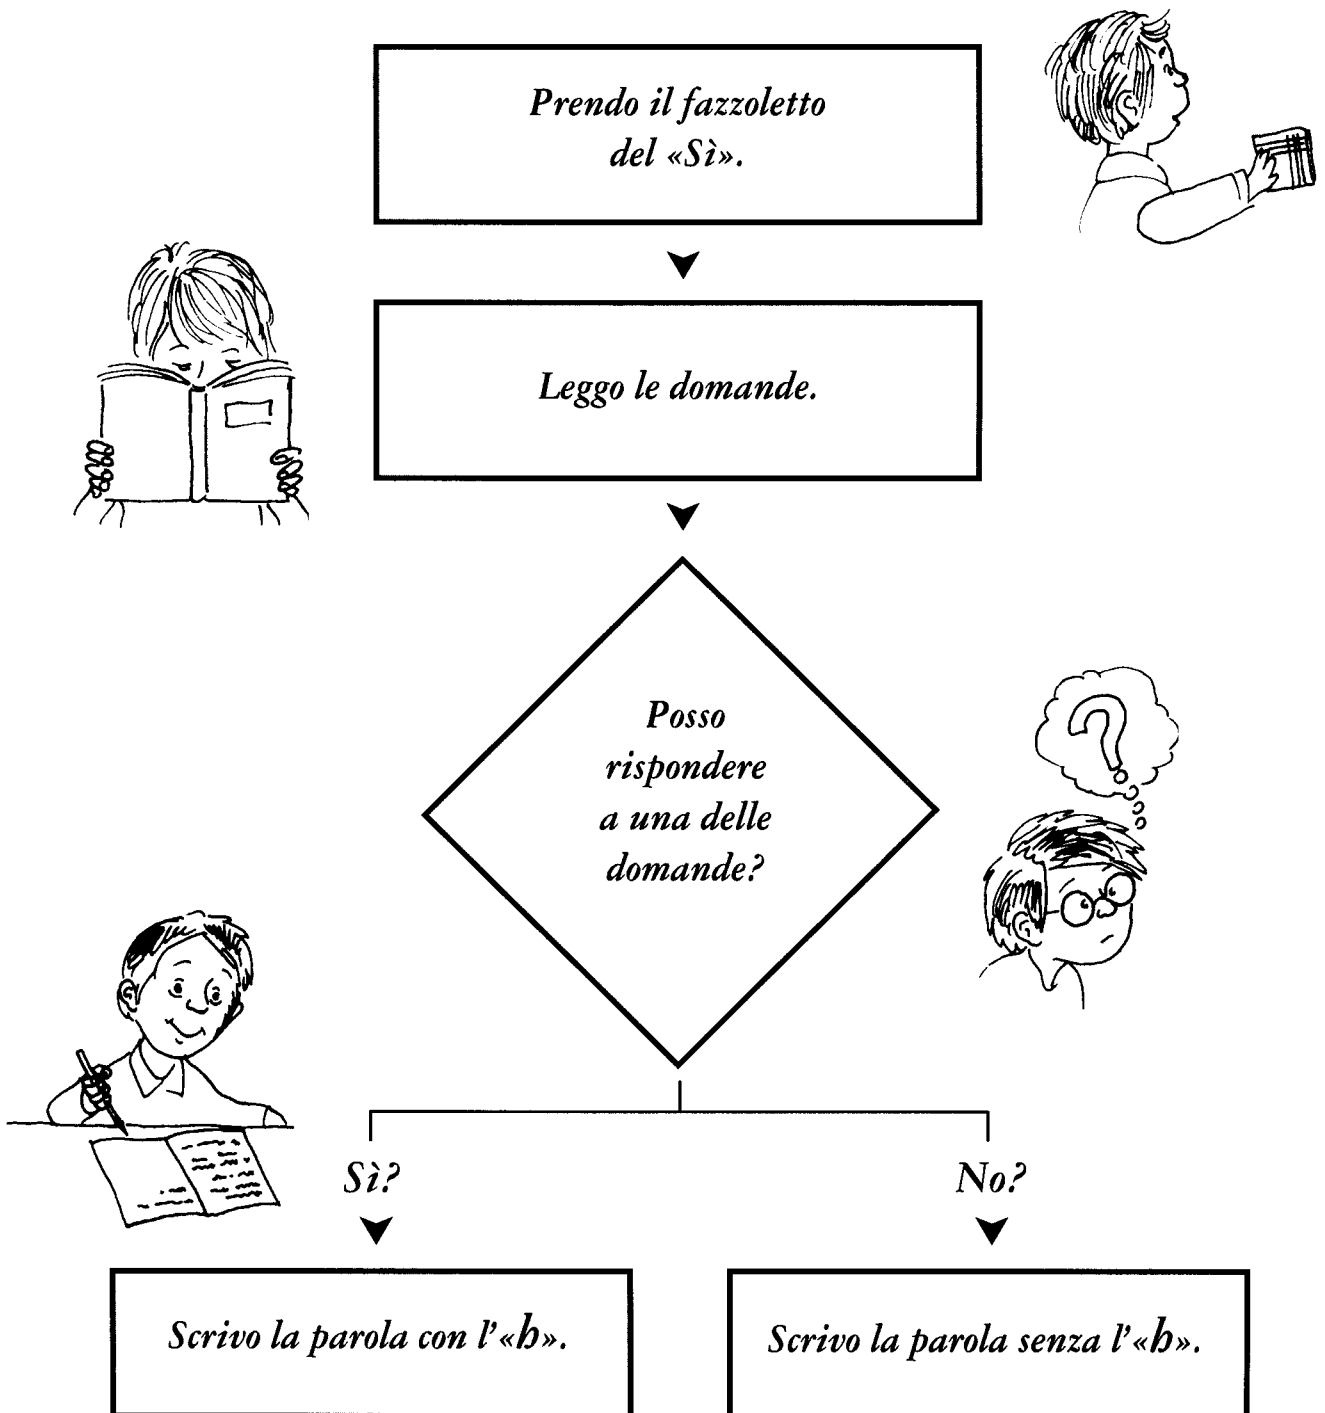 Prendo il fazzoletto
del «Sì».
Leggo le domande.
Posso
rispondere
a una delle
domande?
Sì?
No?
Scrivo la parola con l’«h».
Scrivo la parola senza l’«h».